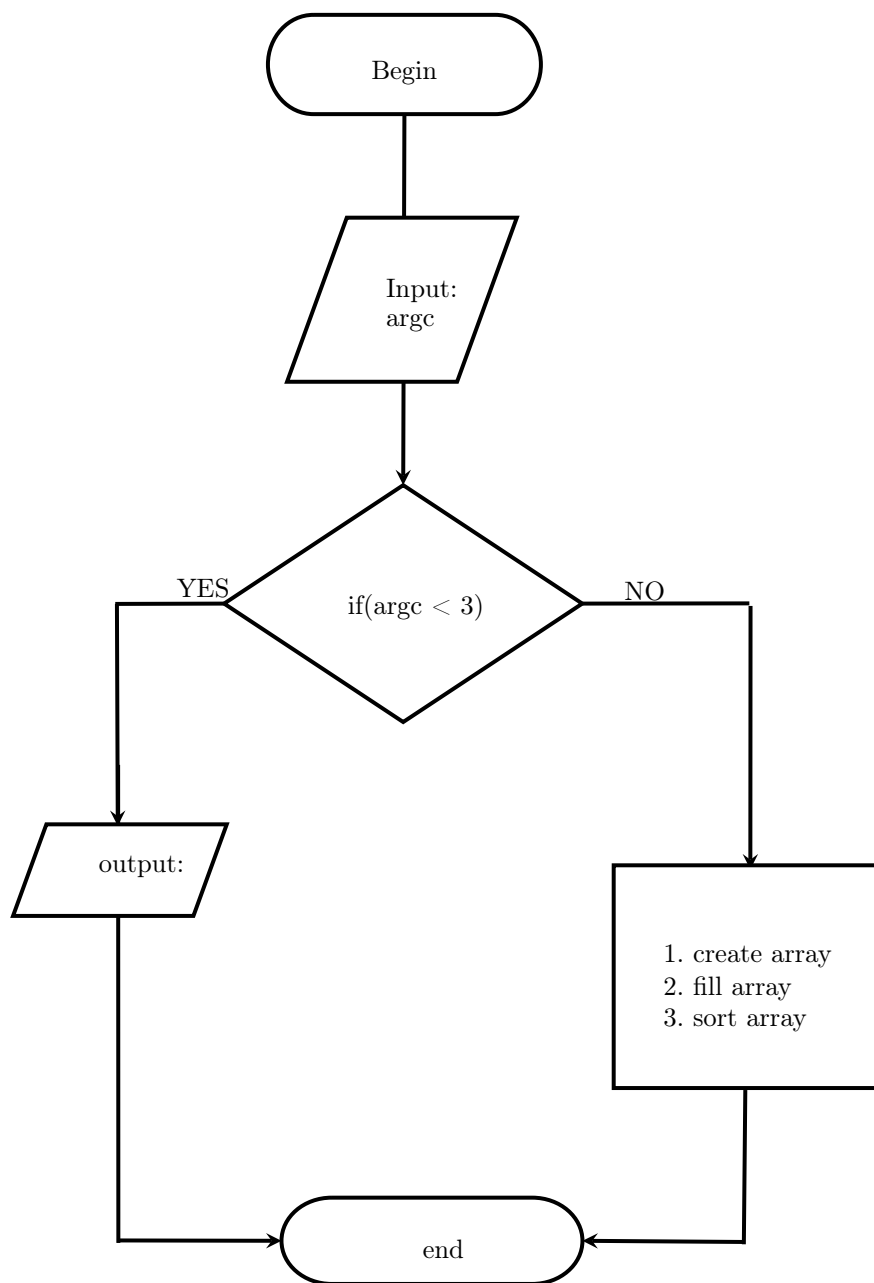 Begin
Input:
argc
YES
if(argc < 3)
NO
output:
1. create array
2. fill array
3. sort array
end